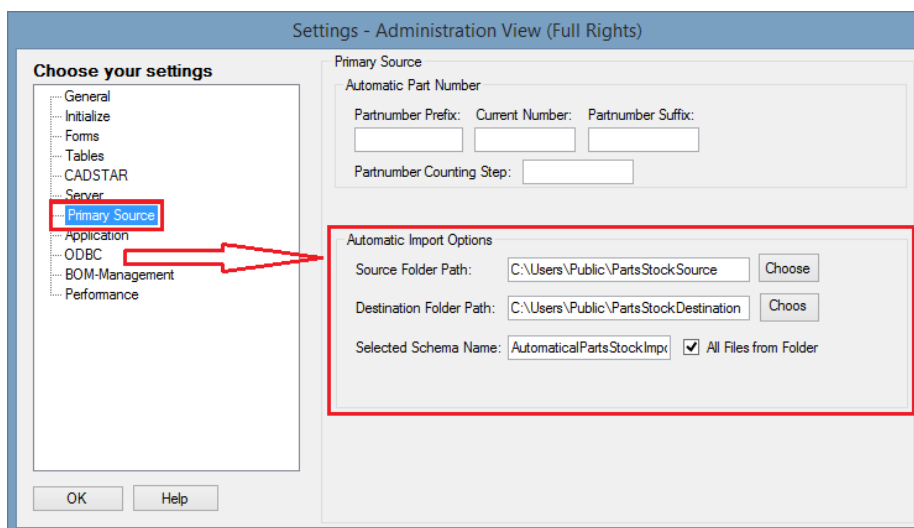 Settings - Administration View (Full Rights)
Choose your settings
General
Initialize
Forms
Tables
CADSTAR
Server
Primary Source
Application
ODBC
BOM-Management
Performance
OK
Help
Primary Source
Automatic Part Number
Partnumber Prefix: Current Number: Partnumber Suffix:
Partnumber Counting Step:
Automatic Import Options
Source Folder Path: C:\Users\Public\PartsStockSource Choose
Destination Folder Path: C:\Users\Public\PartsStockDestination Choos
Selected Schema Name: AutomaticalPartsStockImpo All Files from Folder